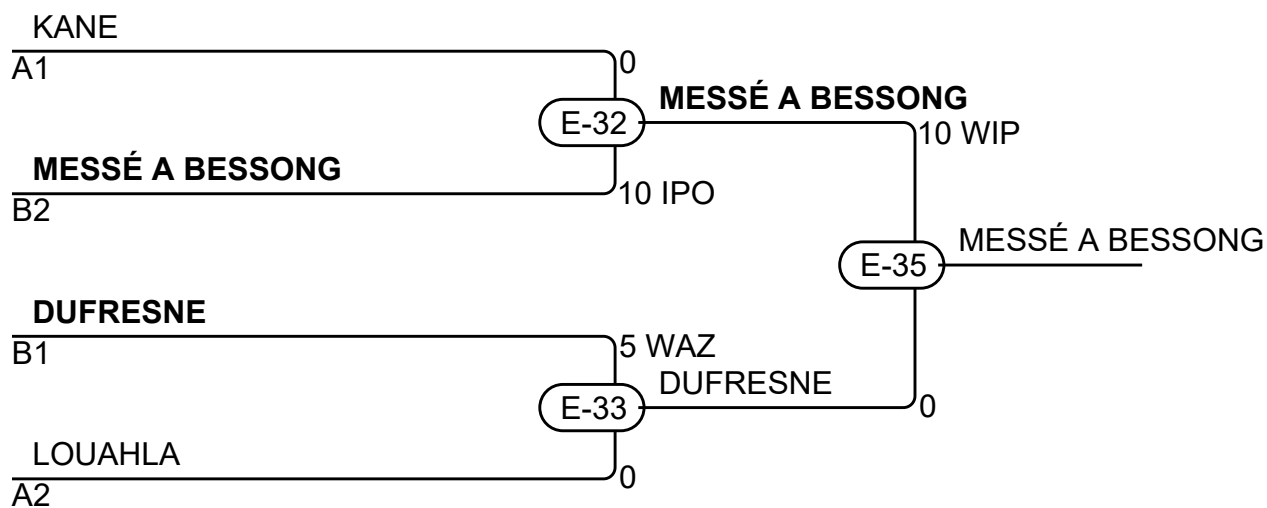 KANE
A1
0
E-32
MESSÉ A BESSONG
10 WIP
MESSÉ A BESSONG
B2
10 IPO
E-35
MESSÉ A BESSONG
DUFRESNE
B1
5 WAZ
E-33
DUFRESNE
0
LOUAHLA
A2
0